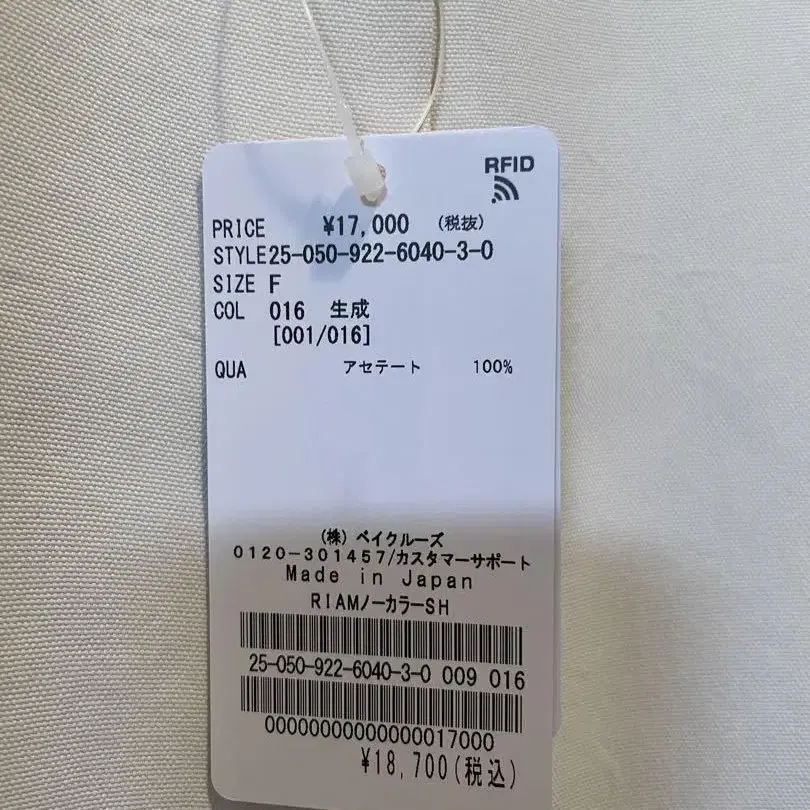 RFID
PRICE ¥17,000 (税抜)
STYLE25-050-922-6040-3-0
SIZE F
COL 016 生成
[001/016]
QUA アセテート 100%
(株)ベイクルーズ
0120-301457/カスタマーサポート
Made in Japan
RIAMノーカラーSH
25-050-922-6040-3-0 009 016
00000000000000017000
¥18,700(税込)